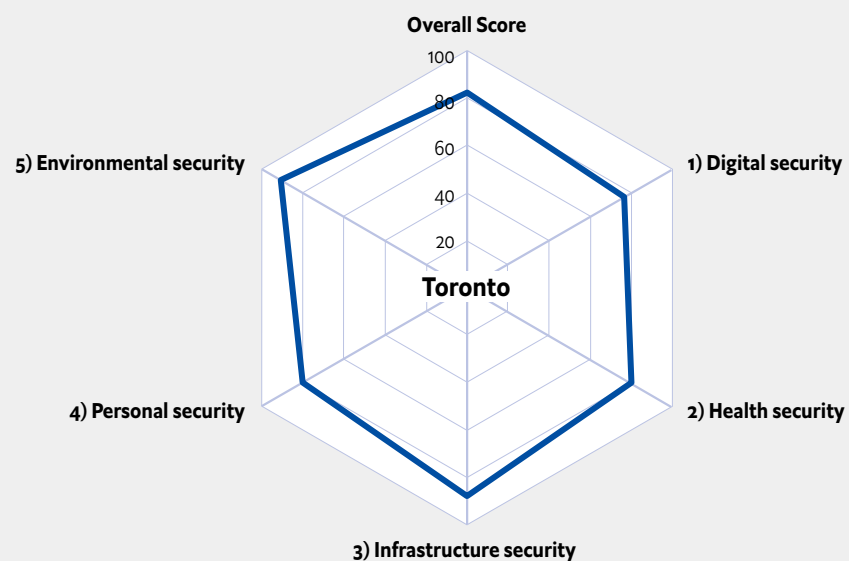 Overall Score
100
80
60
40
20
Toronto
1) Digital security
2) Health security
3) Infrastructure security
4) Personal security
5) Environmental security